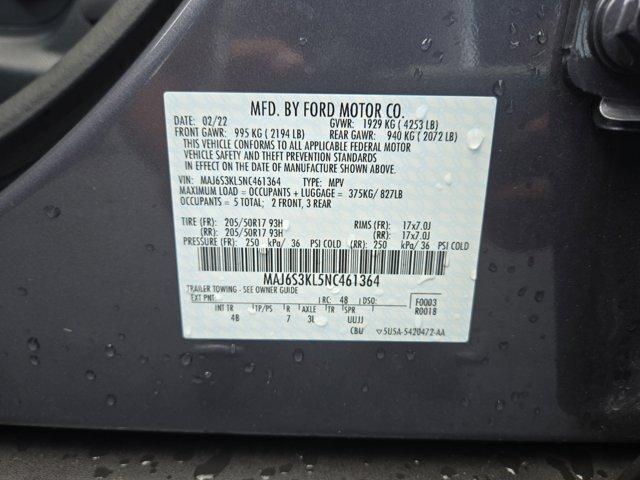 MFD. BY FORD MOTOR CO.
DATE: 02/22 GVWR: 1929 KG ( 4253 LB)
FRONT GAWR: 995 KG ( 2194 LB) REAR GAWR: 940 KG ( 2072 LB)
THIS VEHICLE CONFORMS TO ALL APPLICABLE FEDERAL MOTOR
VEHICLE SAFETY AND THEFT PREVENTION STANDARDS
IN EFFECT ON THE DATE OF MANUFACTURE SHOWN ABOVE.
VIN: MAJ6S3KL5NC461364 TYPE: MPV
MAXIMUM LOAD = OCCUPANTS + LUGGAGE = 375KG/ 827LB
OCCUPANTS = 5 TOTAL; 2 FRONT, 3 REAR
TIRE (FR): 205/50R17 93H RIMS (FR): 17x7.0J
(RR): 205/50R17 93H (RR): 17x7.0J
PRESSURE (FR): 250 kPa/ 36 PSI COLD (RR): 250 kPa/ 36 PSI COLD
MAJ6S3KL5NC461364
TRAILER TOWING - SEE OWNER GUIDE
EXT PNT: RC: 48 DSO: F0003
INT TR TP/PS R AXLE TR SPR R0018
4B 7 3L UUJJ
CBU 5U5A-5420472-AA